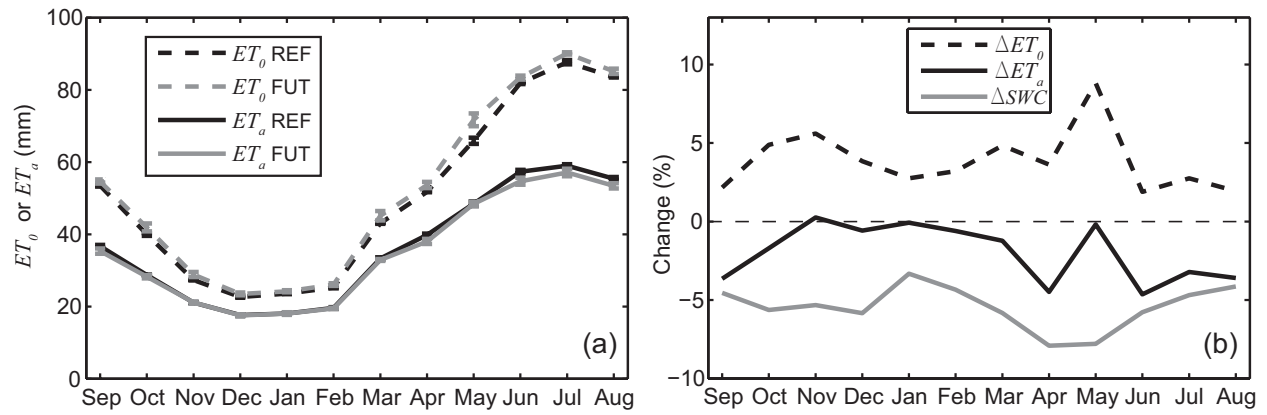 100
80
60
40
20
0
ET₀ or ETₐ (mm)
ET₀ REF
ET₀ FUT
ETₐ REF
ETₐ FUT
(a)
Sep Oct Nov Dec Jan Feb Mar Apr May Jun Jul Aug
10
5
0
−5
−10
Change (%)
ΔET₀
ΔETₐ
ΔSWC
(b)
Sep Oct Nov Dec Jan Feb Mar Apr May Jun Jul Aug